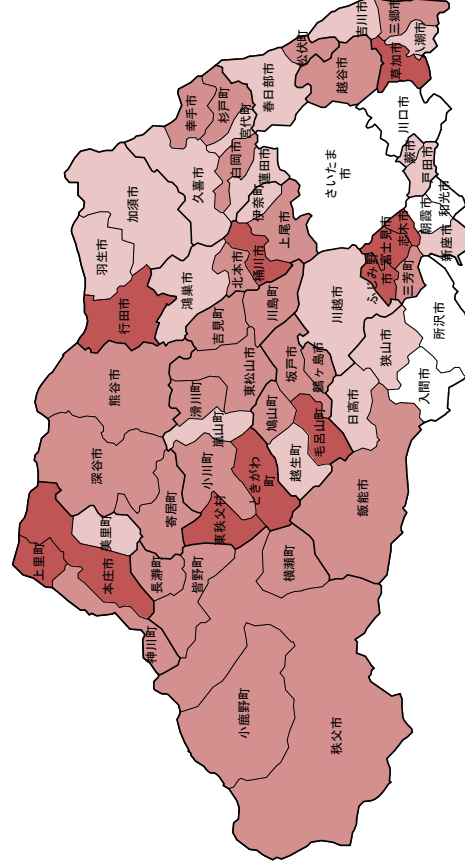 吉川市
三郷市
八潮市
松伏町
草加市
越谷市
春日部市
杉戸町
幸手市
宮代町
川口市
蕨市
戸田市
白岡市
蓮田市
さいたま
市
久喜市
加須市
伊奈町
和光市
朝霞市
上尾市
志木市
新座市
富士見市
羽生市
桶川市
北本市
ふじみ野
市
三芳町
鴻巣市
川島町
川越市
行田市
吉見町
所沢市
狭山市
東松山市
坂戸市
鶴ヶ島市
熊谷市
入間市
滑川町
日高市
鳩山町
嵐山町
毛呂山町
越生町
深谷市
小川町
ときがわ
町
飯能市
寄居町
東秩父村
美里町
上里町
本庄市
長瀞町
皆野町
横瀬町
神川町
小鹿野町
秩父市